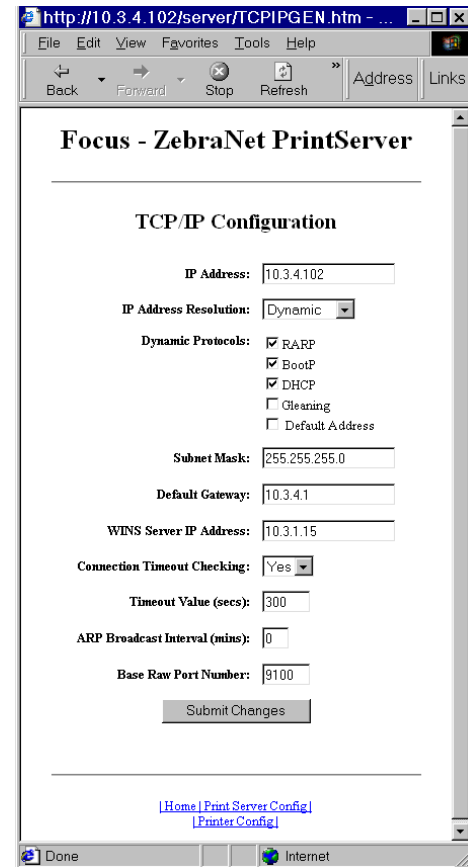 http://10.3.4.102/server/TCPIPGEN.htm - ...
File Edit View Favorites Tools Help
Back Forward Stop Refresh » Address Links
Focus - ZebraNet PrintServer
TCP/IP Configuration
IP Address: 10.3.4.102
IP Address Resolution: Dynamic
Dynamic Protocols: RARP
BootP
DHCP
Gleaning
Default Address
Subnet Mask: 255.255.255.0
Default Gateway: 10.3.4.1
WINS Server IP Address: 10.3.1.15
Connection Timeout Checking: Yes
Timeout Value (secs): 300
ARP Broadcast Interval (mins): 0
Base Raw Port Number: 9100
Submit Changes
| Home | Print Server Config |
| Printer Config |
Done Internet